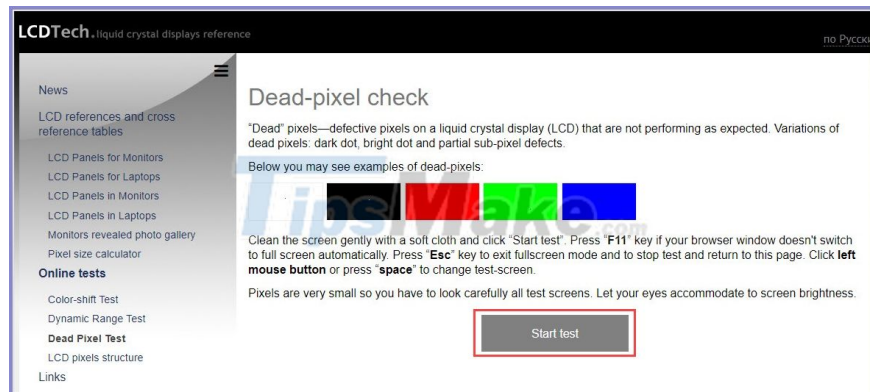 LCDTech. liquid crystal displays reference
по Русски
News
LCD references and cross
reference tables
LCD Panels for Monitors
LCD Panels for Laptops
LCD Panels in Monitors
LCD Panels in Laptops
Monitors revealed photo gallery
Pixel size calculator
Online tests
Color-shift Test
Dynamic Range Test
Dead Pixel Test
LCD pixels structure
Links
Dead-pixel check
“Dead” pixels—defective pixels on a liquid crystal display (LCD) that are not performing as expected. Variations of
dead pixels: dark dot, bright dot and partial sub-pixel defects.
Below you may see examples of dead-pixels:
TipsMake.com
Clean the screen gently with a soft cloth and click “Start test”. Press “F11” key if your browser window doesn't switch
to full screen automatically. Press “Esc” key to exit fullscreen mode and to stop test and return to this page. Click left
mouse button or press “space” to change test-screen.
Pixels are very small so you have to look carefully all test screens. Let your eyes accommodate to screen brightness.
Start test